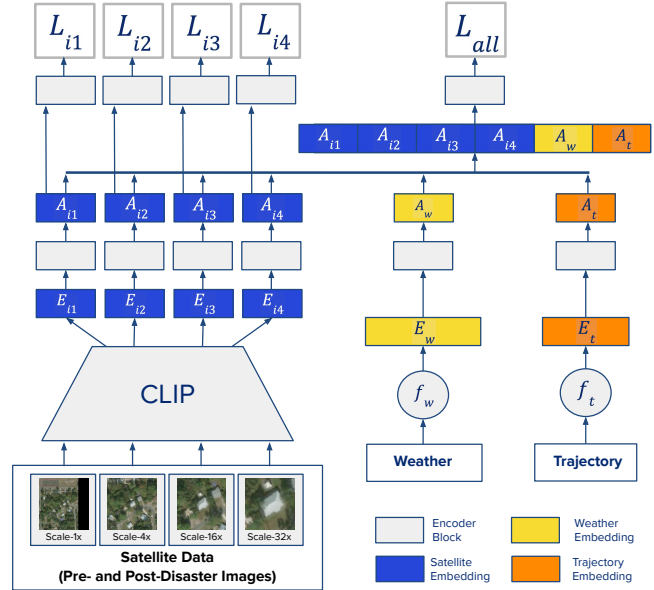 L_i1 L_i2 L_i3 L_i4 L_all
A_i1 A_i2 A_i3 A_i4 A_w A_t
A_i1 A_i2 A_i3 A_i4 A_w A_t
E_i1 E_i2 E_i3 E_i4 E_w E_t
CLIP
f_w f_t
Weather Trajectory
Scale-1x Scale-4x Scale-16x Scale-32x
Satellite Data
(Pre- and Post-Disaster Images)
Encoder
Block
Weather
Embedding
Satellite
Embedding
Trajectory
Embedding